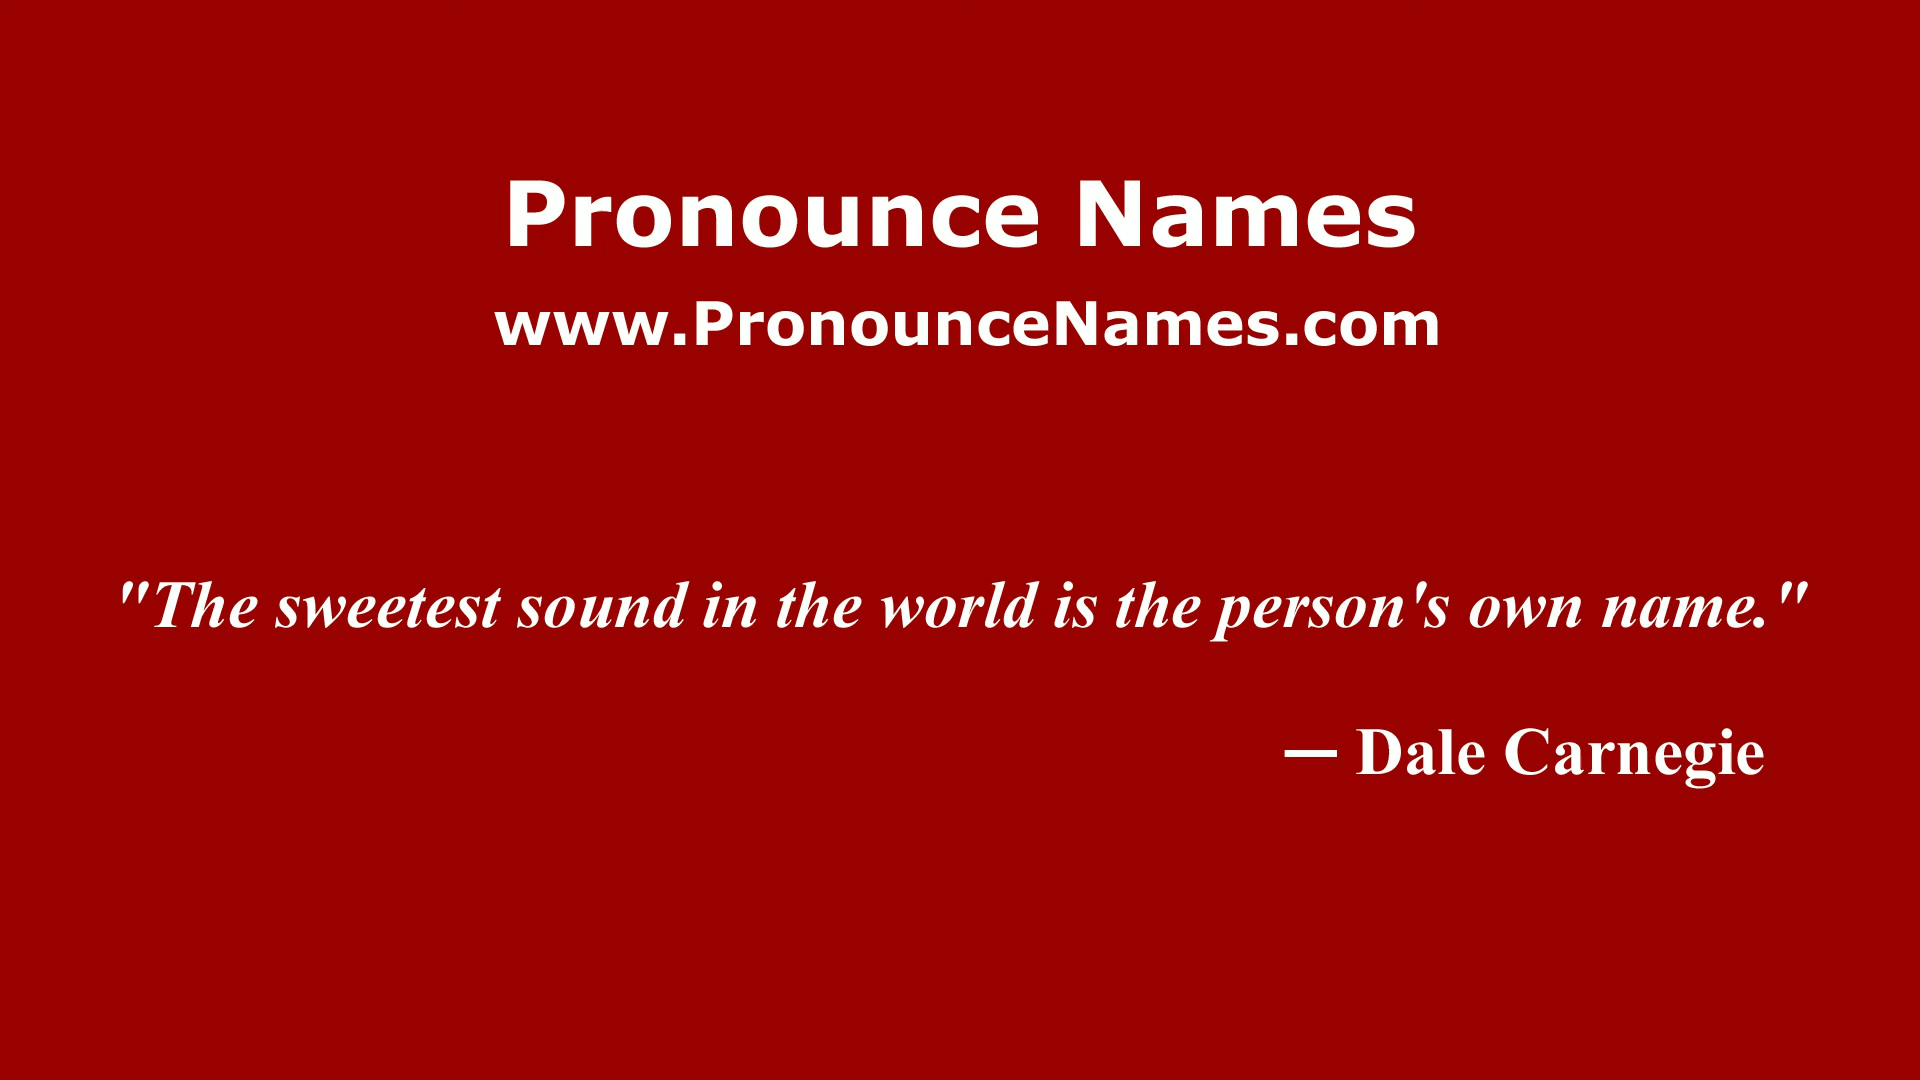 Pronounce Names
www.PronounceNames.com
"The sweetest sound in the world is the person's own name."
— Dale Carnegie